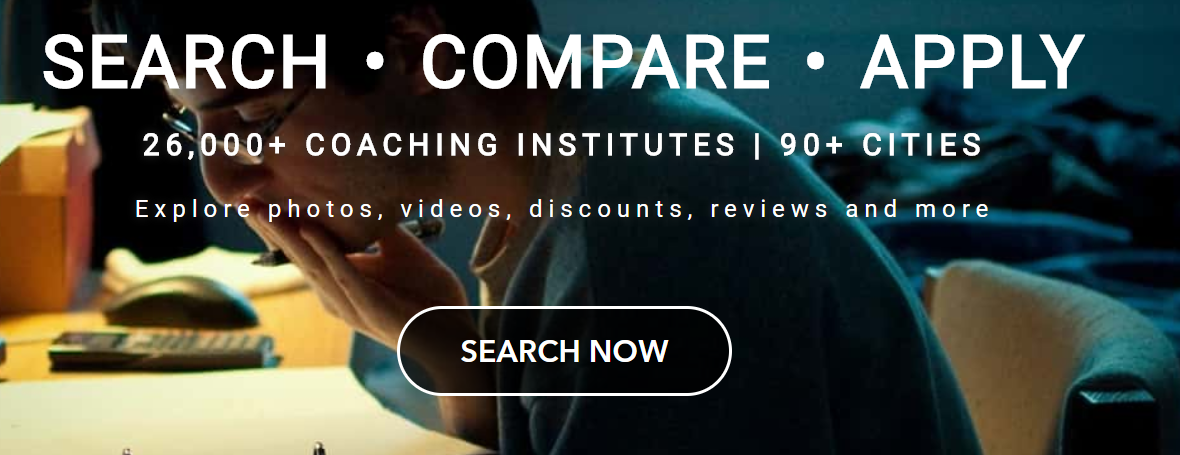 SEARCH • COMPARE • APPLY
26,000+ COACHING INSTITUTES | 90+ CITIES
Explore photos, videos, discounts, reviews and more
SEARCH NOW